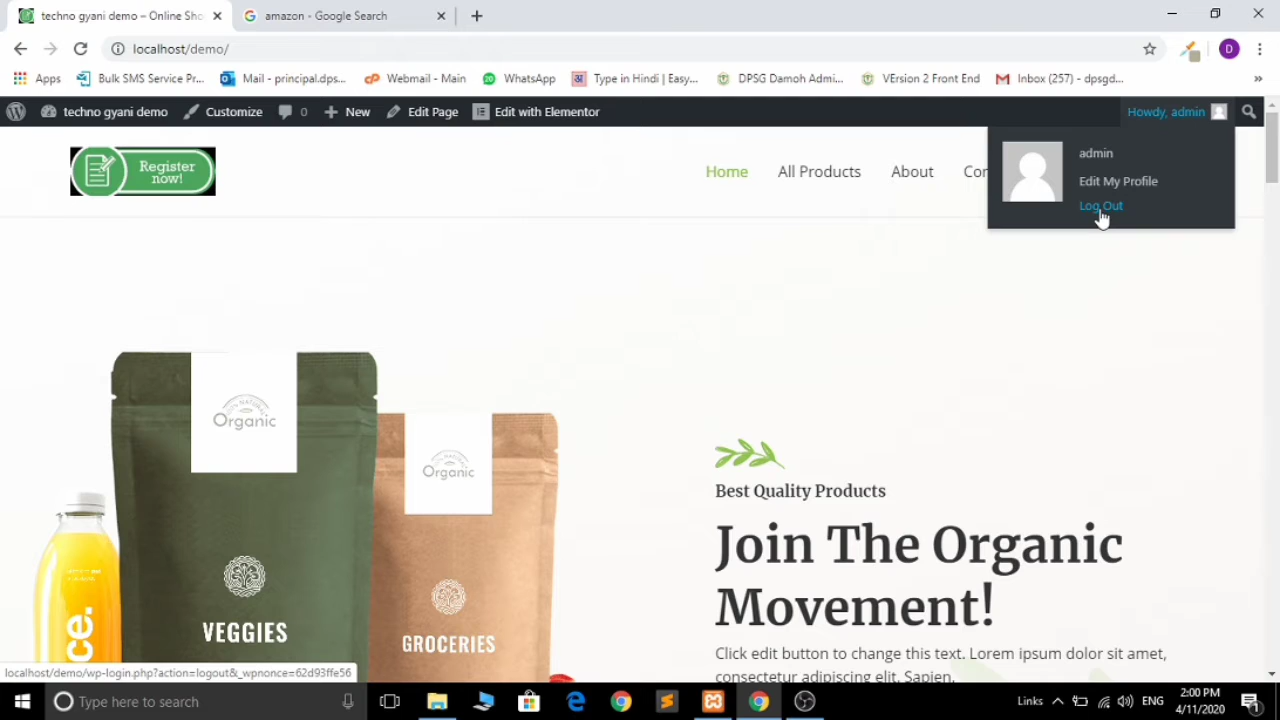 techno gyani demo – Online Sho
amazon - Google Search
localhost/demo/
Apps
Bulk SMS Service Pr...
Mail - principal.dps...
Webmail - Main
WhatsApp
Type in Hindi | Easy...
DPSG Damoh Admi...
VErsion 2 Front End
Inbox (257) - dpsgd...
techno gyani demo
Customize
0
New
Edit Page
Edit with Elementor
Howdy, admin
admin
Edit My Profile
Log Out
Register
now!
Home
All Products
About
Con
Organic
Organic
VEGGIES
GROCERIES
ce.
Best Quality Products
Join The Organic
Movement!
Click edit button to change this text. Lorem ipsum dolor sit amet,
consectetur adipiscing elit. Sapien.
localhost/demo/wp-login.php?action=logout&_wpnonce=62d93ffe56
Type here to search
Links
ENG
2:00 PM
4/11/2020
1